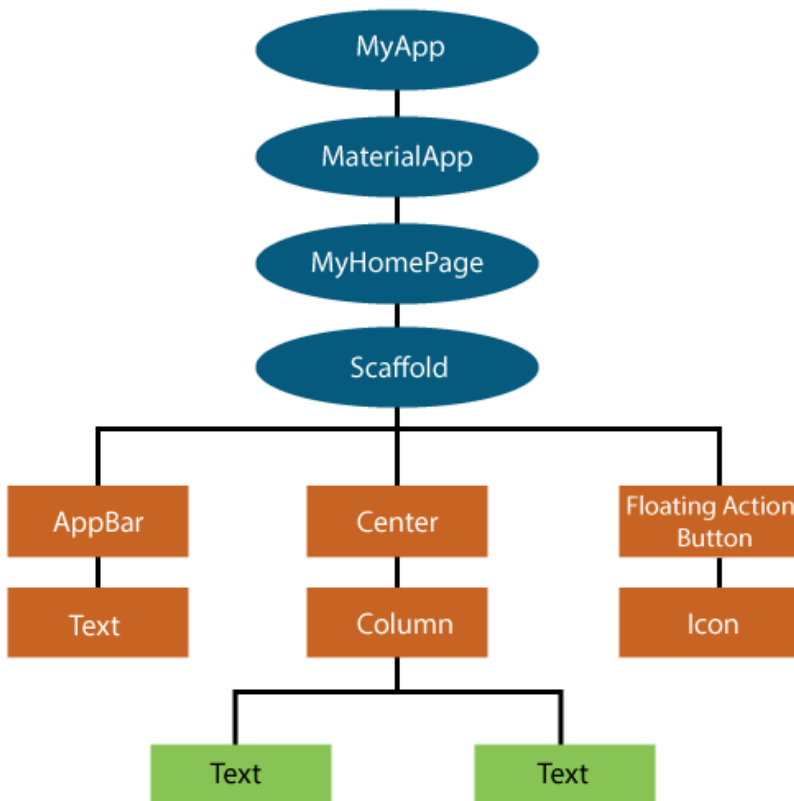 MyApp
MaterialApp
MyHomePage
Scaffold
AppBar
Center
Floating Action
Button
Text
Column
Icon
Text
Text